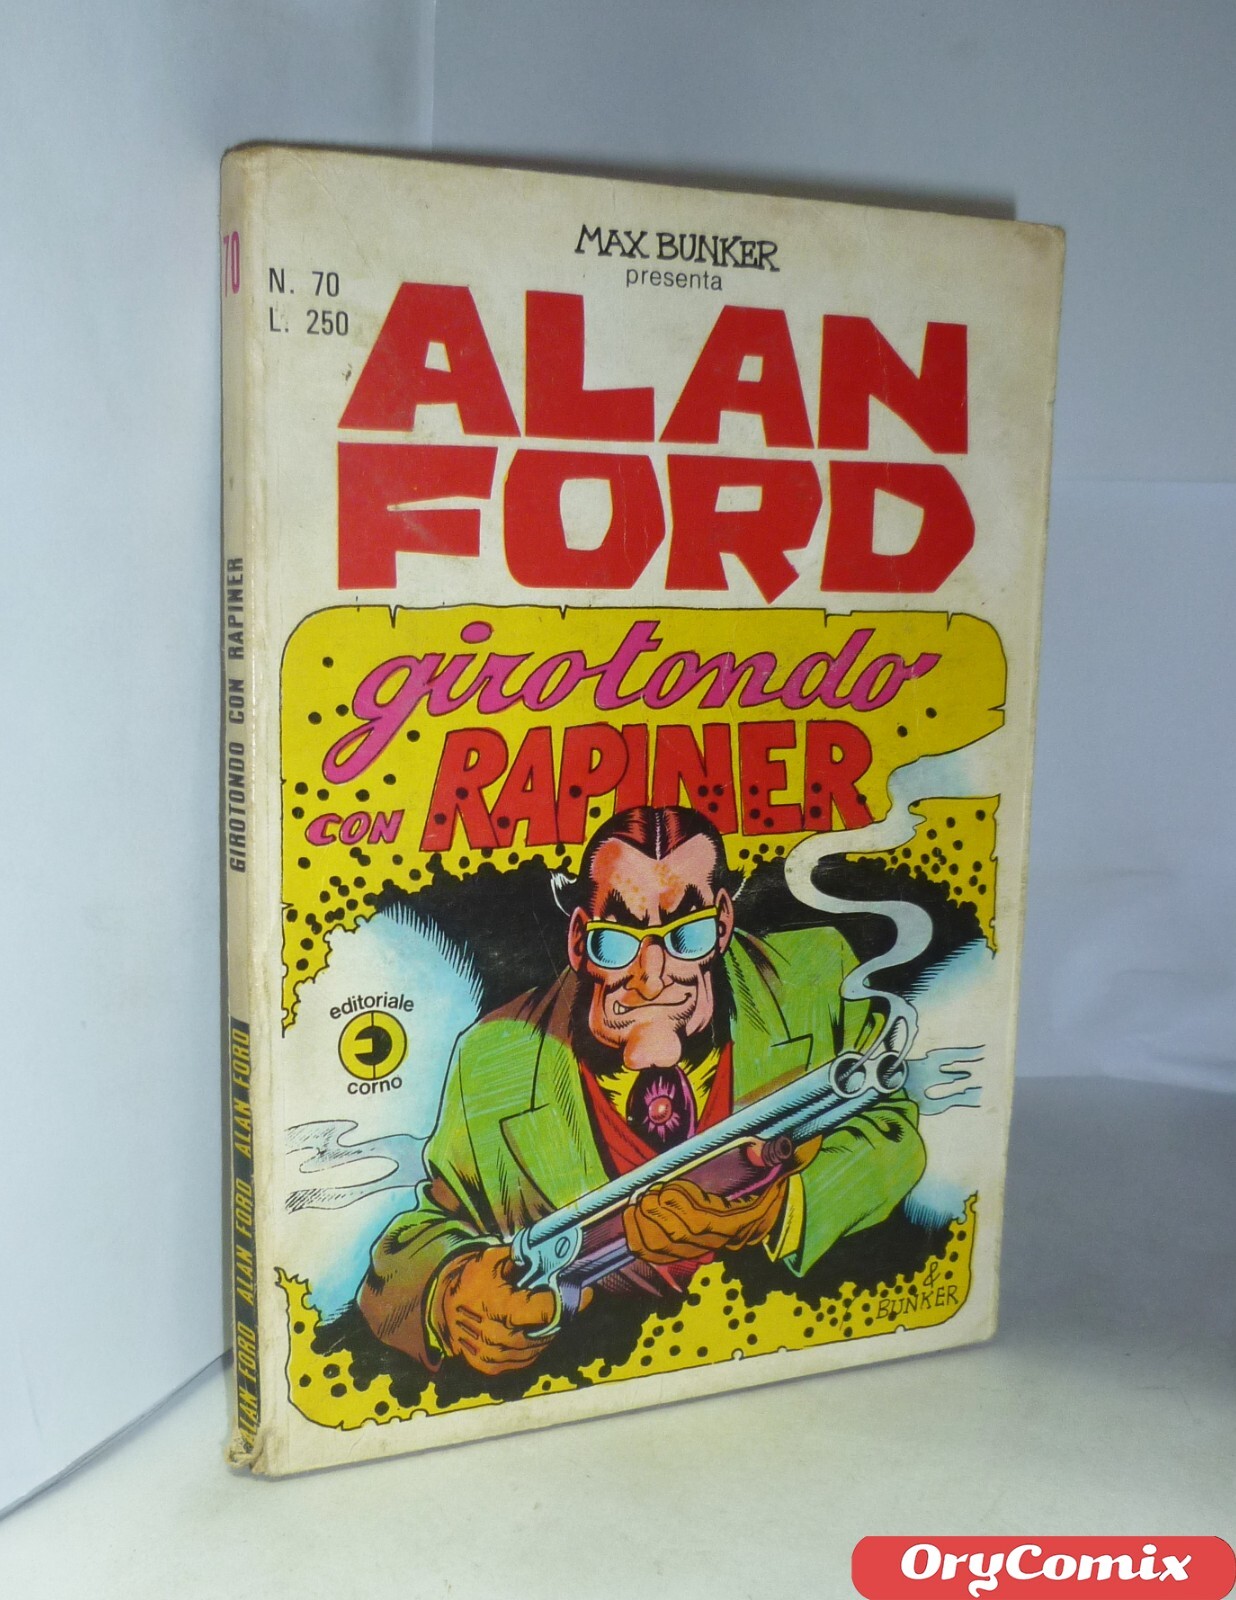 MAX BUNKER
presenta
N. 70
L. 250
ALAN
FORD
girotondo
CON RAPINER
editoriale
corno
& BUNKER
70
GIROTONDO CON RAPINER
ALAN FORD ALAN FORD ALAN FORD
OryComix